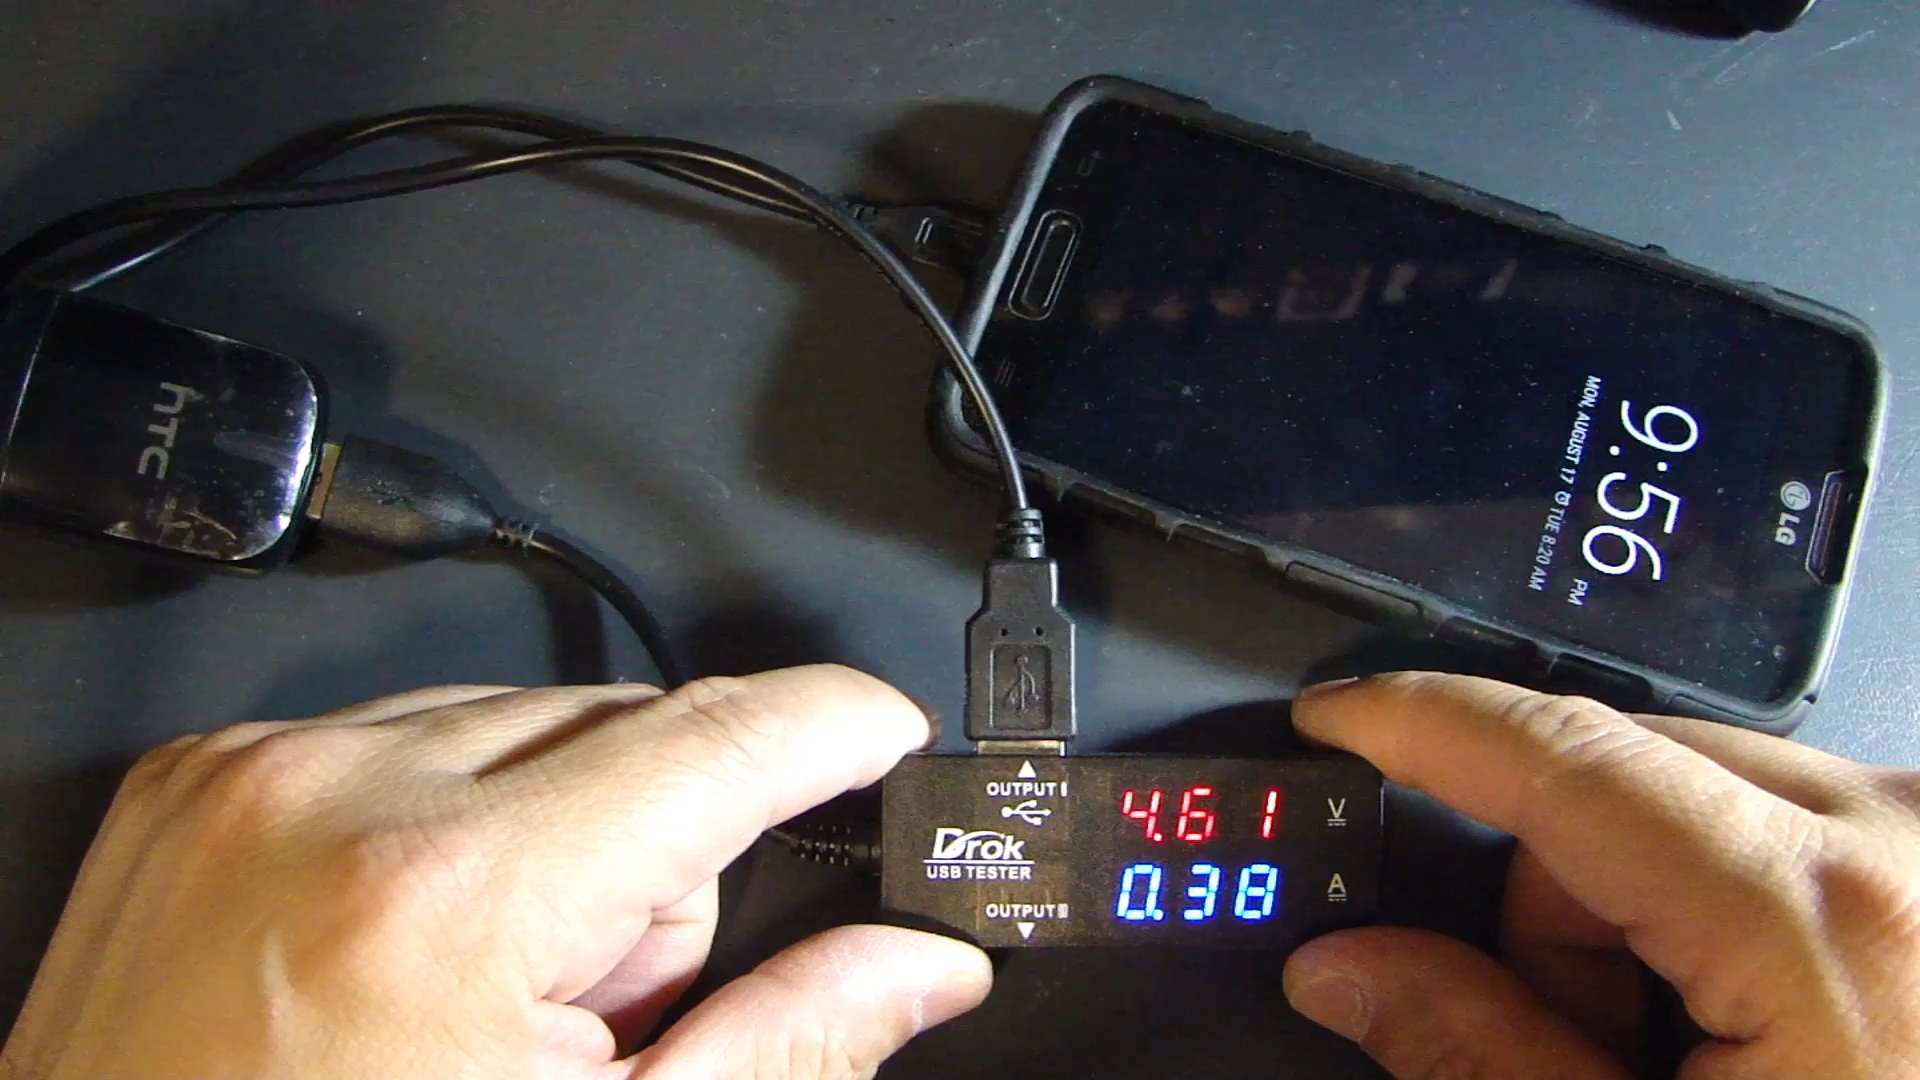 hTC
9:56 PM
MON, AUGUST 17 TUE 8:20 AM
LG
OUTPUT I
Drok
USB TESTER
OUTPUT II
4.61 V
0.38 A